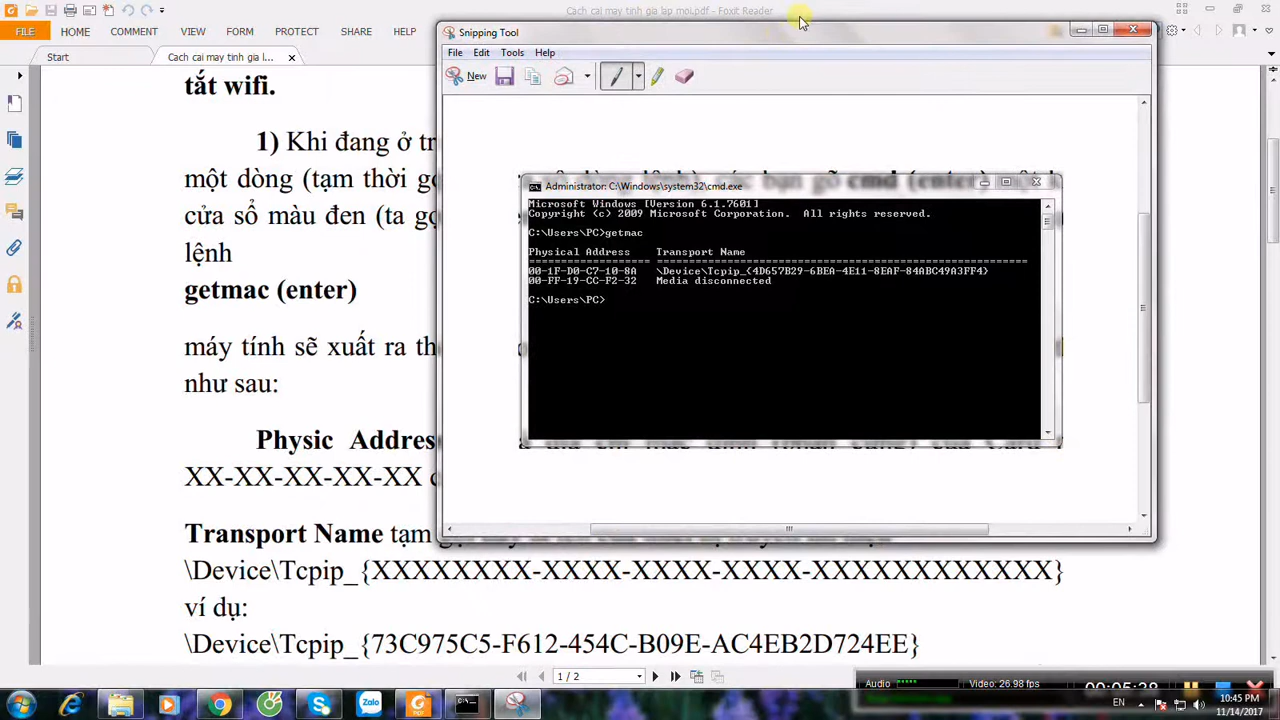 Cach cai may tinh gia lap moi.pdf - Foxit Reader
FILE HOME COMMENT VIEW FORM PROTECT SHARE HELP
Start Cach cai may tinh gia l...
Snipping Tool
File Edit Tools Help
New
tắt wifi.
1) Khi đang ở tr
một dòng (tạm thời gọ
cửa sổ màu đen (ta gọ
lệnh
getmac (enter)
máy tính sẽ xuất ra th
như sau:
Physic Addres
XX-XX-XX-XX-XX
Transport Name tạm
\Device\Tcpip_{XXXXXXXX-XXXX-XXXX-XXXX-XXXXXXXXXXXX}
ví dụ:
\Device\Tcpip_{73C975C5-F612-454C-B09E-AC4EB2D724EE}
Administrator: C:\Windows\system32\cmd.exe
Microsoft Windows [Version 6.1.7601]
Copyright (c) 2009 Microsoft Corporation. All rights reserved.
C:\Users\PC>getmac
Physical Address Transport Name
=================== ==========================================================
00-1F-D0-C7-10-8A \Device\Tcpip_{4D657B29-6BEA-4E11-8EAF-84ABC49A3FF4}
00-FF-19-CC-F2-32 Media disconnected
C:\Users\PC>
1 / 2
Audio Video: 26.98 fps 00:05:38
Zalo
EN 10:45 PM
11/14/2017